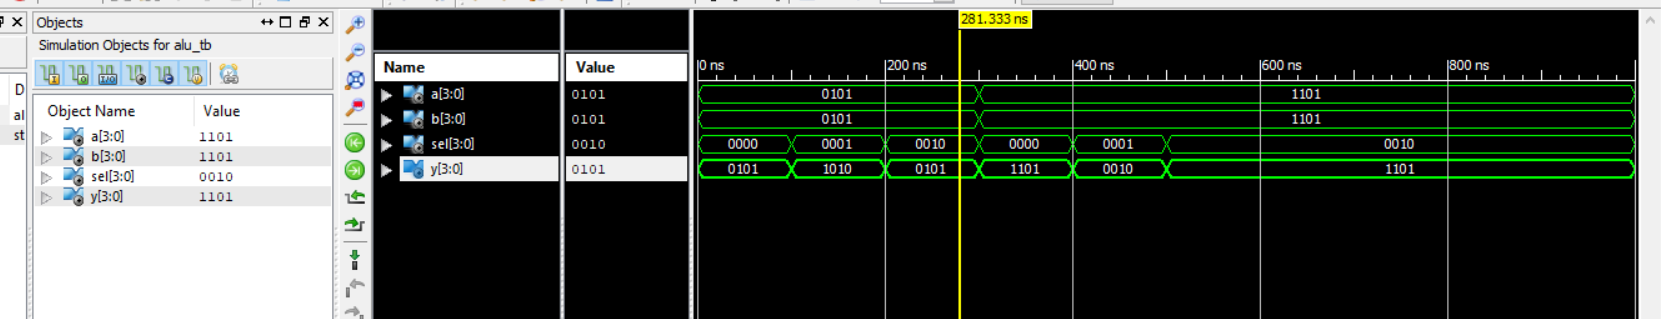 Objects
Simulation Objects for alu_tb
Object Name Value
a[3:0] 1101
b[3:0] 1101
sel[3:0] 0010
y[3:0] 1101
D
al
st
281.333 ns
Name Value
0 ns 200 ns 400 ns 600 ns 800 ns
a[3:0] 0101 0101 1101
b[3:0] 0101 0101 1101
sel[3:0] 0010 0000 0001 0010 0000 0001 0010
y[3:0] 0101 0101 1010 0101 1101 0010 1101